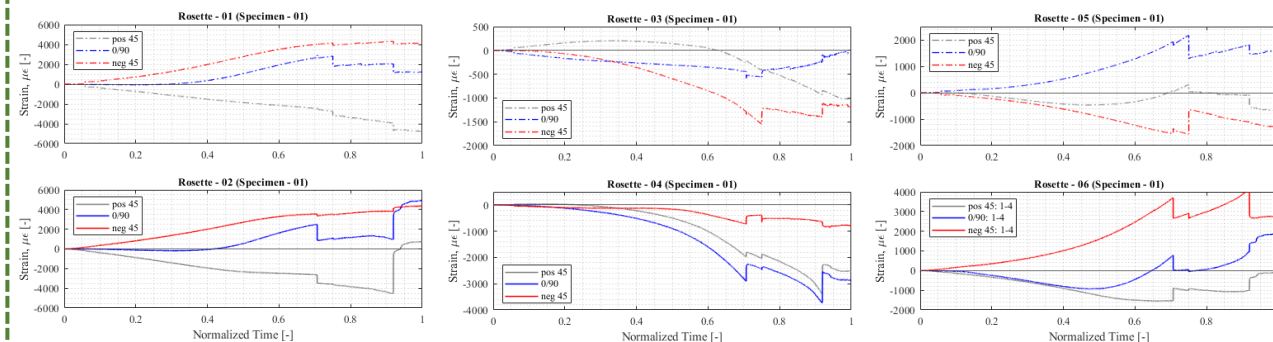 Rosette - 01 (Specimen - 01)
Strain, με [-]
6000
4000
2000
0
-2000
-4000
-6000
pos 45
0/90
neg 45
0 0.2 0.4 0.6 0.8 1
Rosette - 03 (Specimen - 01)
Strain, με [-]
500
0
-500
-1000
-1500
-2000
pos 45
0/90
neg 45
0 0.2 0.4 0.6 0.8 1
Rosette - 05 (Specimen - 01)
Strain, με [-]
2000
1000
0
-1000
-2000
pos 45
0/90
neg 45
0 0.2 0.4 0.6 0.8 1
Rosette - 02 (Specimen - 01)
Strain, με [-]
6000
4000
2000
0
-2000
-4000
-6000
pos 45
0/90
neg 45
0 0.2 0.4 0.6 0.8 1
Normalized Time [-]
Rosette - 04 (Specimen - 01)
Strain, με [-]
0
-1000
-2000
-3000
-4000
pos 45
0/90
neg 45
0 0.2 0.4 0.6 0.8 1
Normalized Time [-]
Rosette - 06 (Specimen - 01)
Strain, με [-]
4000
3000
2000
1000
0
-1000
-2000
pos 45: 1-4
0/90: 1-4
neg 45: 1-4
0 0.2 0.4 0.6 0.8 1
Normalized Time [-]